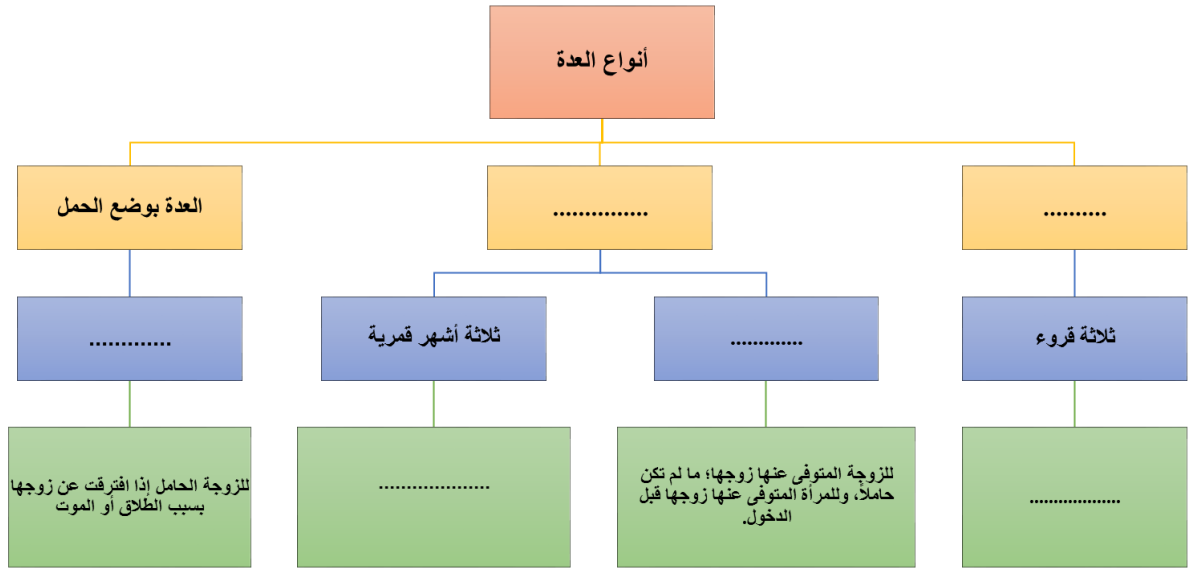 أنواع العدة
..........
...............
العدة بوضع الحمل
ثلاثة قروء
.............
ثلاثة أشهر قمرية
.............
...................
للزوجة المتوفى عنها زوجها؛ ما لم تكن
حاملاً، وللمرأة المتوفى عنها زوجها قبل
الدخول.
....................
للزوجة الحامل إذا افترقت عن زوجها
بسبب الطلاق أو الموت